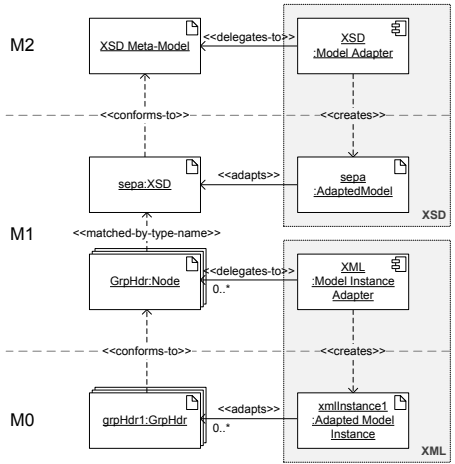 M2
XSD Meta-Model
<<delegates-to>>
XSD
:Model Adapter
<<conforms-to>>
<<creates>>
sepa:XSD
<<adapts>>
sepa
:AdaptedModel
XSD
M1
<<matched-by-type-name>>
GrpHdr:Node
<<delegates-to>>
0..*
XML
:Model Instance
Adapter
<<conforms-to>>
<<creates>>
M0
grpHdr1:GrpHdr
<<adapts>>
0..*
xmlInstance1
:Adapted Model
Instance
XML